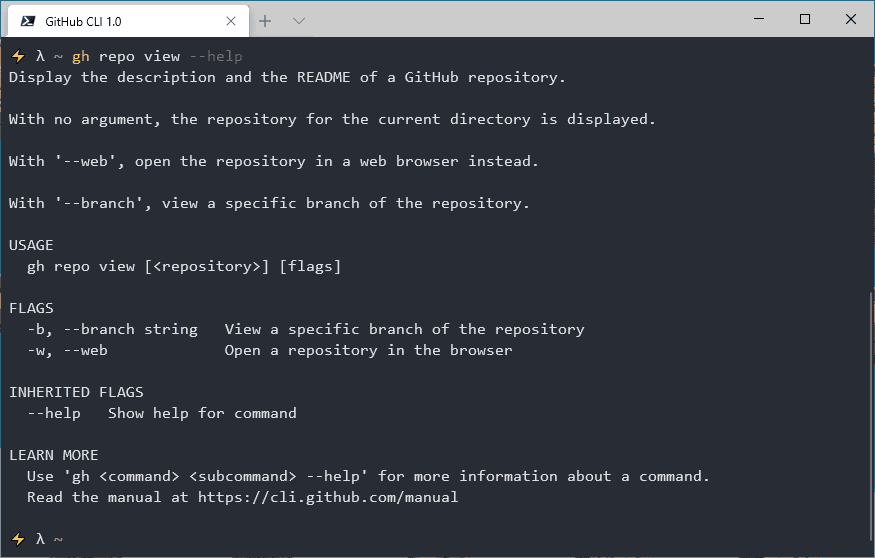 GitHub CLI 1.0
⚡ λ ~ gh repo view --help
Display the description and the README of a GitHub repository.
With no argument, the repository for the current directory is displayed.
With '--web', open the repository in a web browser instead.
With '--branch', view a specific branch of the repository.
USAGE
  gh repo view [<repository>] [flags]
FLAGS
  -b, --branch string   View a specific branch of the repository
  -w, --web             Open a repository in the browser
INHERITED FLAGS
  --help   Show help for command
LEARN MORE
  Use 'gh <command> <subcommand> --help' for more information about a command.
  Read the manual at https://cli.github.com/manual
⚡ λ ~